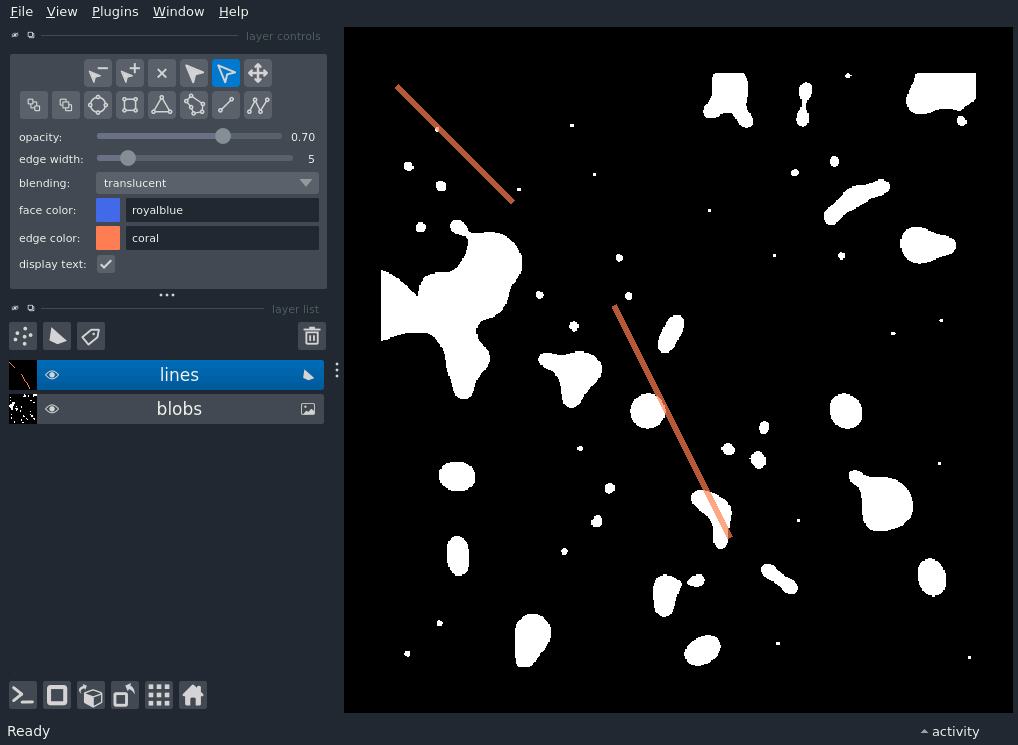 File View Plugins Window Help
layer controls
opacity: 0.70
edge width: 5
blending: translucent
face color: royalblue
edge color: coral
display text:
layer list
lines
blobs
Ready activity